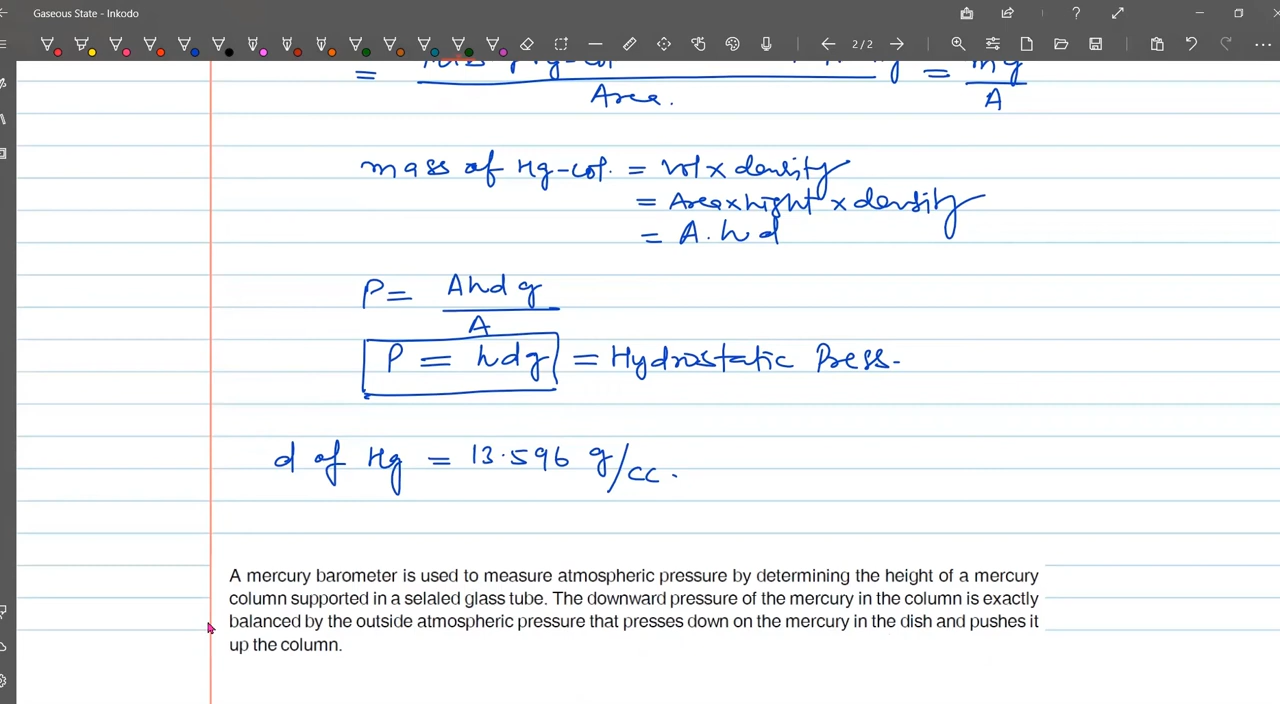 Gaseous State - Inkodo
2/2
=
Area.
= mg
A
mass of Hg-col. = vol x density
= Area x hight x density
= A.hd
P = Ahdg
A
P = hdg = Hydrostatic Press.
d of Hg = 13.596 g/cc.
A mercury barometer is used to measure atmospheric pressure by determining the height of a mercury
column supported in a selaled glass tube. The downward pressure of the mercury in the column is exactly
balanced by the outside atmospheric pressure that presses down on the mercury in the dish and pushes it
up the column.